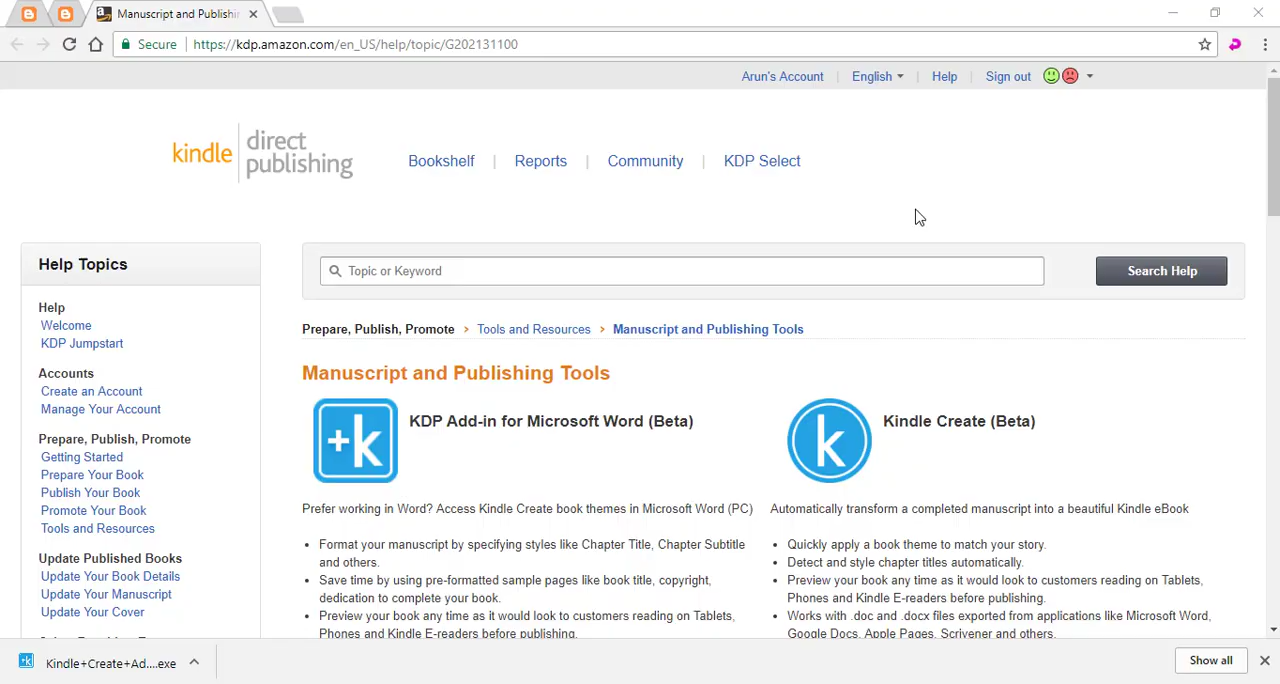 Manuscript and Publishi
Secure
https://kdp.amazon.com/en_US/help/topic/G202131100
Arun's Account
English
Help
Sign out
kindle
direct
publishing
Bookshelf
Reports
Community
KDP Select
Help Topics
Topic or Keyword
Search Help
Help
Welcome
KDP Jumpstart
Accounts
Create an Account
Manage Your Account
Prepare, Publish, Promote
Getting Started
Prepare Your Book
Publish Your Book
Promote Your Book
Tools and Resources
Update Published Books
Update Your Book Details
Update Your Manuscript
Update Your Cover
Prepare, Publish, Promote › Tools and Resources › Manuscript and Publishing Tools
Manuscript and Publishing Tools
+k
KDP Add-in for Microsoft Word (Beta)
Prefer working in Word? Access Kindle Create book themes in Microsoft Word (PC)
• Format your manuscript by specifying styles like Chapter Title, Chapter Subtitle
and others.
• Save time by using pre-formatted sample pages like book title, copyright,
dedication to complete your book.
• Preview your book any time as it would look to customers reading on Tablets,
Phones and Kindle E-readers before publishing.
k
Kindle Create (Beta)
Automatically transform a completed manuscript into a beautiful Kindle eBook
• Quickly apply a book theme to match your story.
• Detect and style chapter titles automatically.
• Preview your book any time as it would look to customers reading on Tablets,
Phones and Kindle E-readers before publishing.
• Works with .doc and .docx files exported from applications like Microsoft Word,
Google Docs, Apple Pages, Scrivener and others.
+k
Kindle+Create+Ad....exe
Show all